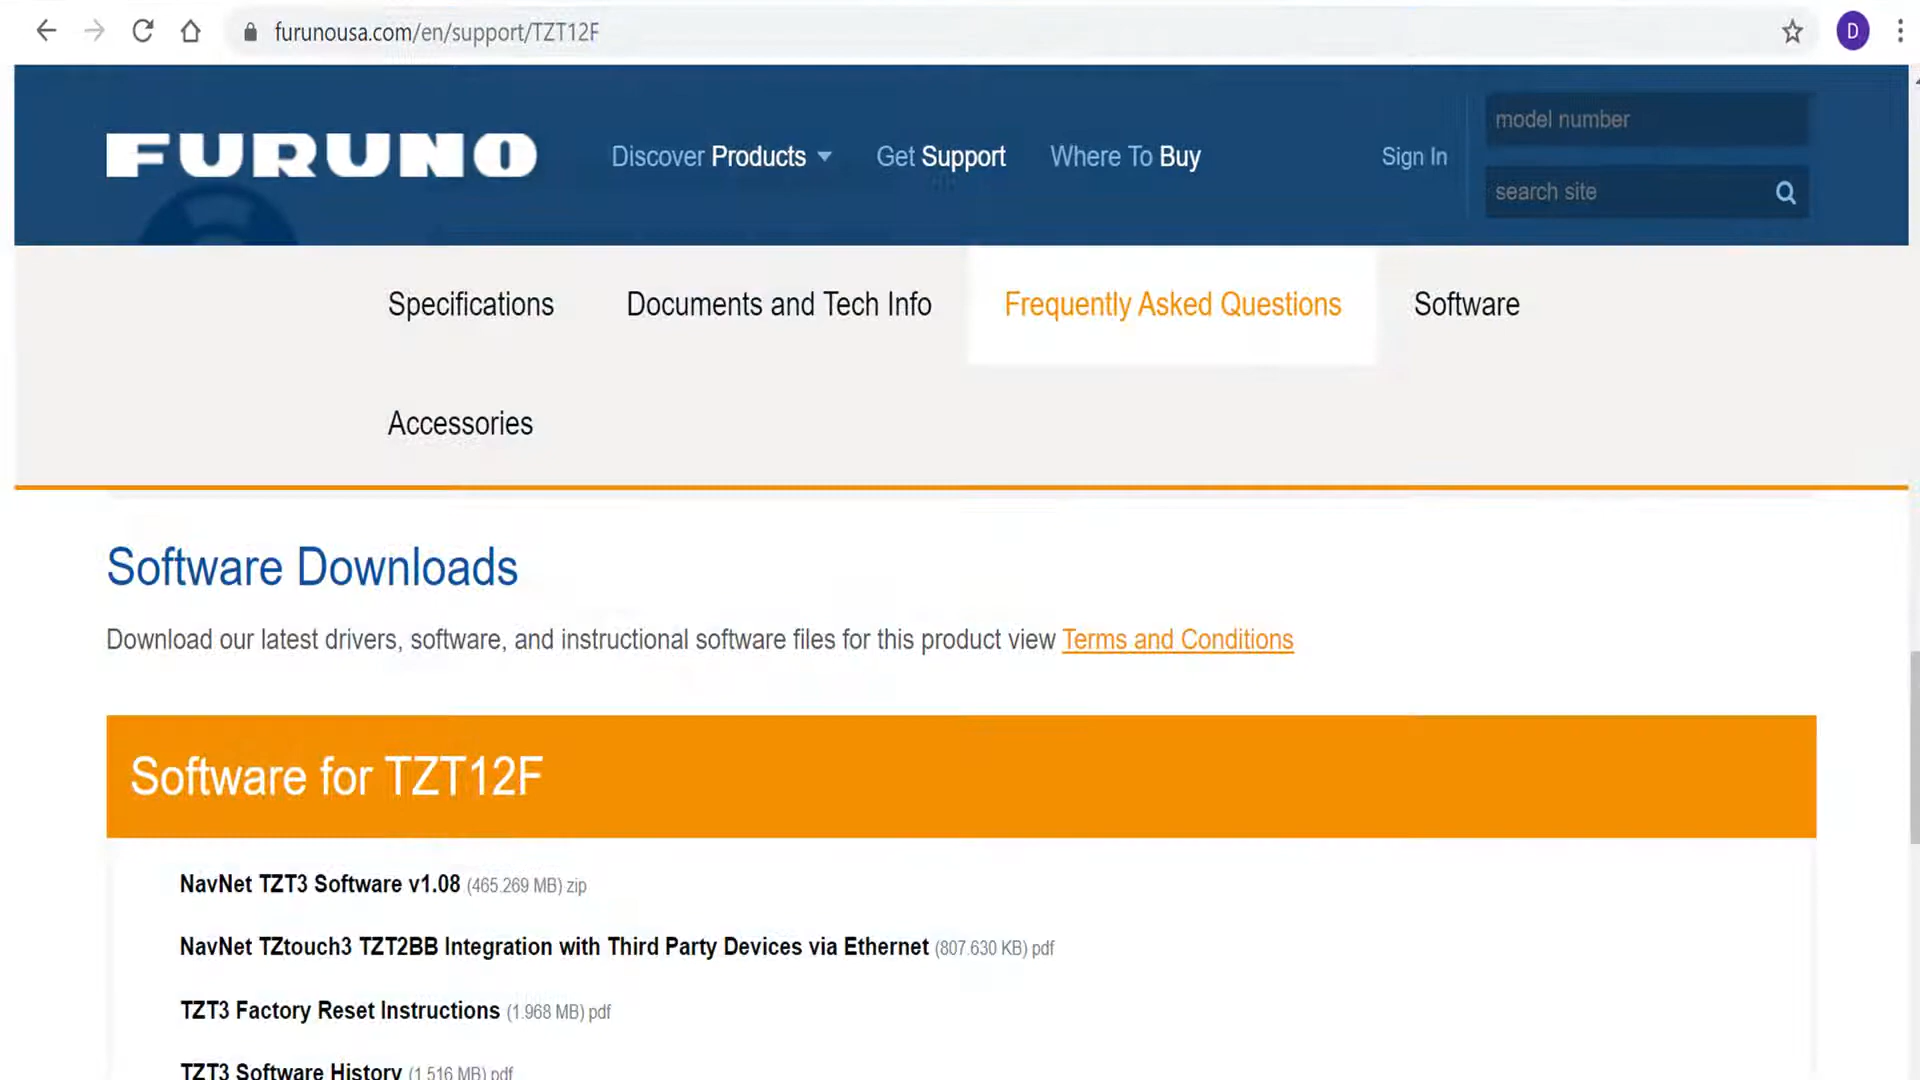 furunousa.com/en/support/TZT12F
D
FURUNO
Discover Products
Get Support
Where To Buy
Sign In
model number
search site
Specifications
Documents and Tech Info
Frequently Asked Questions
Software
Accessories
Software Downloads
Download our latest drivers, software, and instructional software files for this product view Terms and Conditions
Software for TZT12F
NavNet TZT3 Software v1.08 (465.269 MB) zip
NavNet TZtouch3 TZT2BB Integration with Third Party Devices via Ethernet (807.630 KB) pdf
TZT3 Factory Reset Instructions (1.968 MB) pdf
TZT3 Software History (1.516 MB) pdf